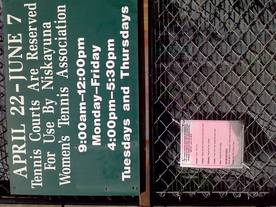 APRIL 22-JUNE 7
Tennis Courts Are Reserved
For Use By Niskayuna
Women's Tennis Association
9:00am-12:00pm
Monday-Friday
4:00pm-5:30pm
Tuesdays and Thursdays